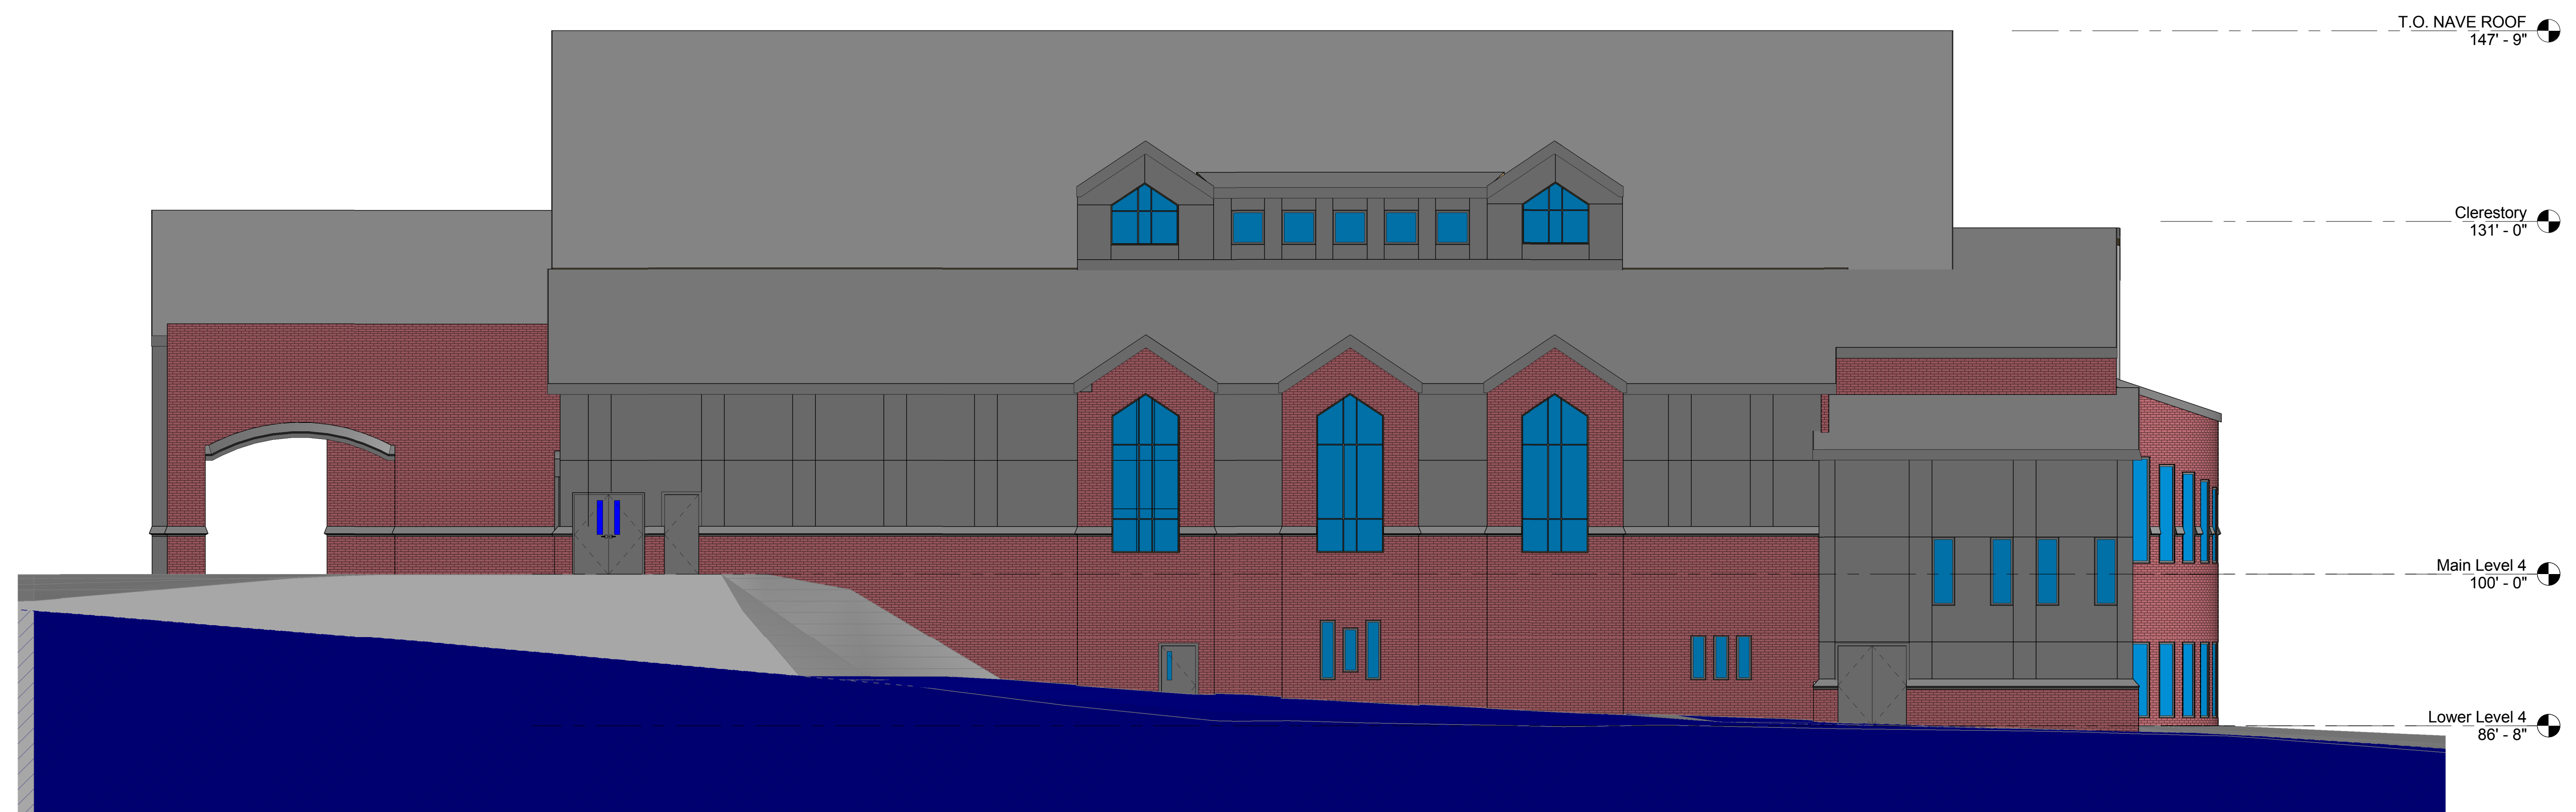 T.O. NAVE ROOF
147' - 9"
Clerestory
131' - 0"
Main Level 4
100' - 0"
Lower Level 4
86' - 8"